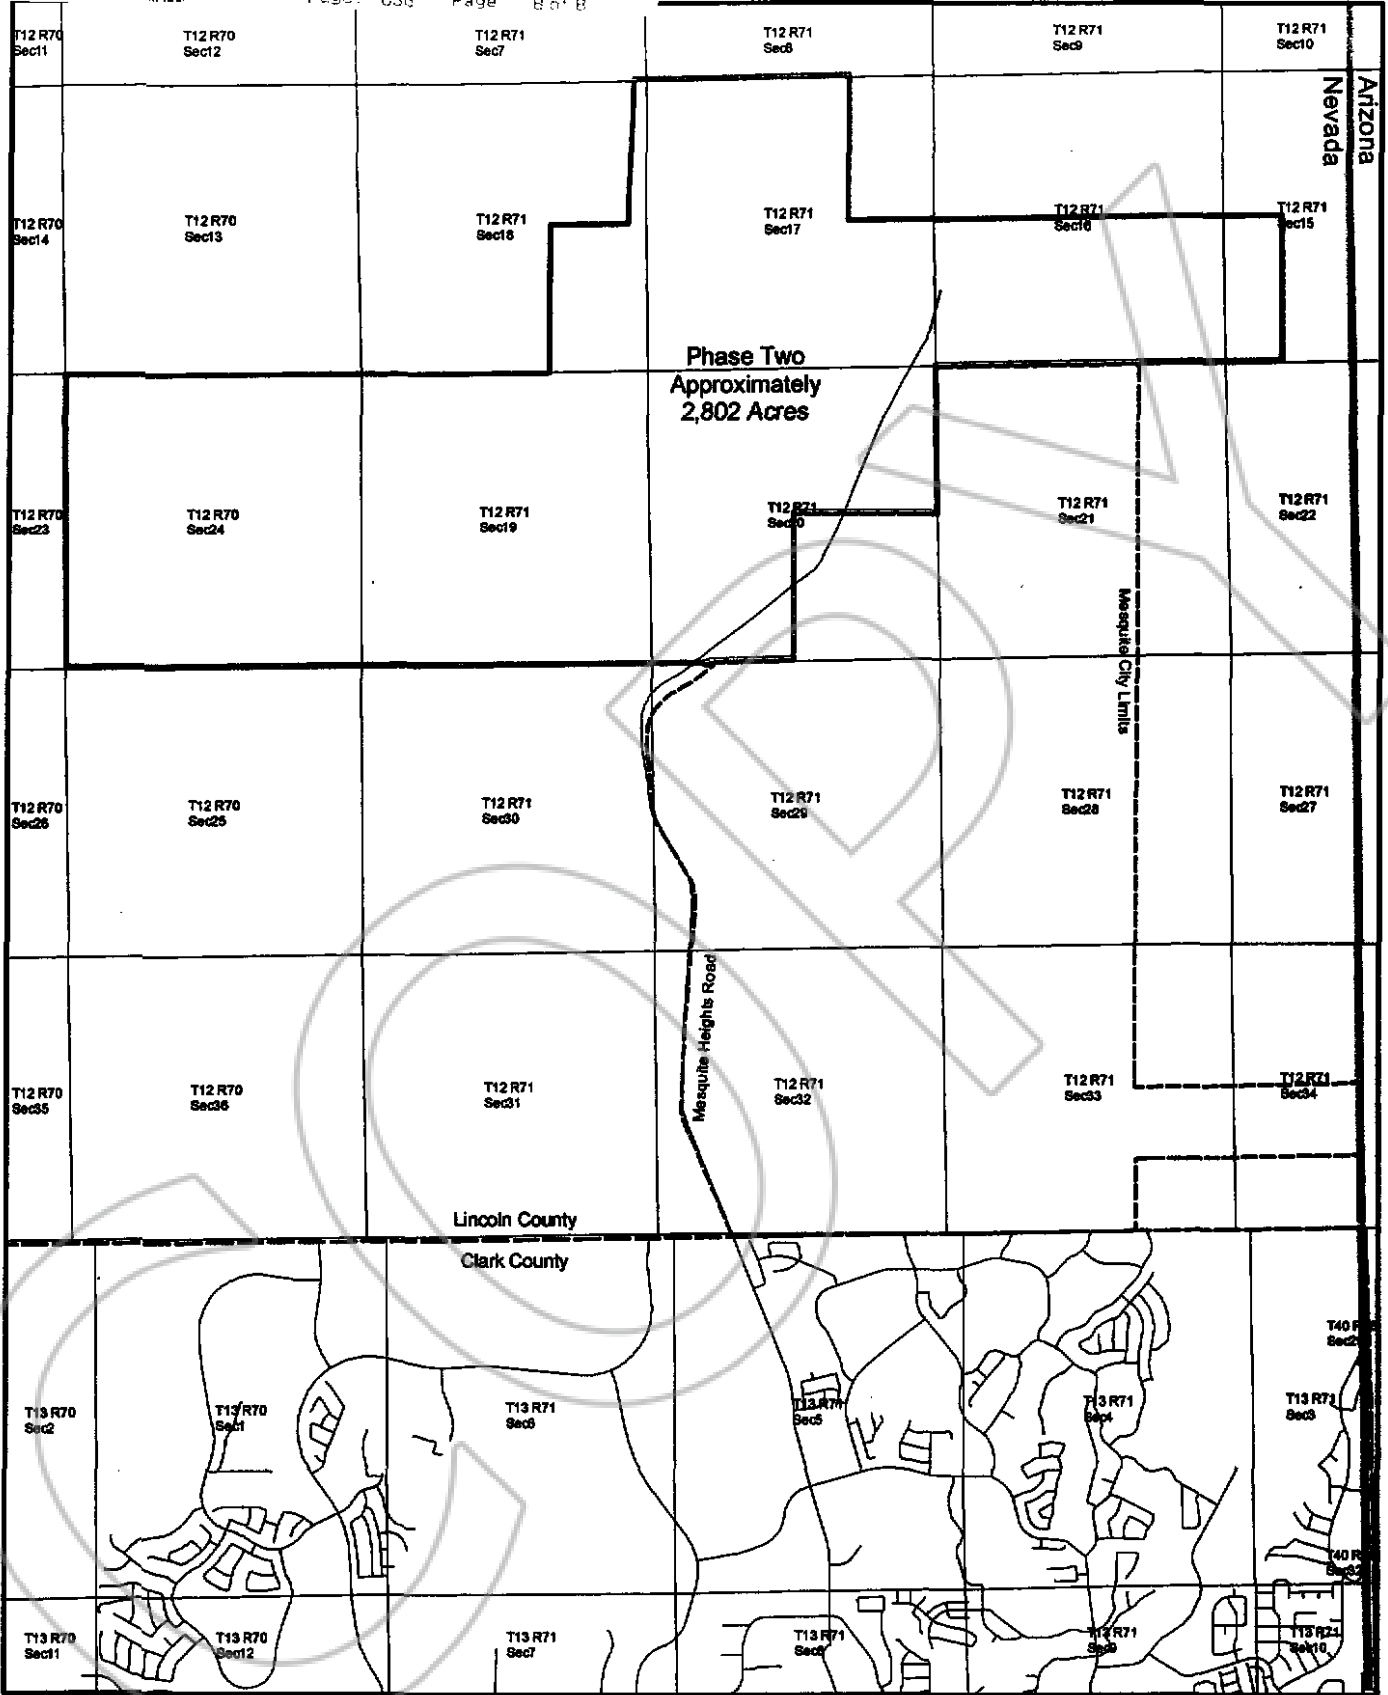 Page
8 of 8
T12 R70
Sec11
T12 R70
Sec12
T12 R71
Sec7
T12 R71
Sec8
T12 R71
Sec9
T12 R71
Sec10
Arizona
Nevada
T12 R70
Sec14
T12 R70
Sec13
T12 R71
Sec18
T12 R71
Sec17
T12 R71
Sec16
T12 R71
Sec15
Phase Two
Approximately
2,802 Acres
T12 R70
Sec23
T12 R70
Sec24
T12 R71
Sec19
T12 R71
Sec20
T12 R71
Sec21
T12 R71
Sec22
Mesquite City Limits
T12 R70
Sec26
T12 R70
Sec25
T12 R71
Sec30
T12 R71
Sec29
T12 R71
Sec28
T12 R71
Sec27
Mesquite Heights Road
T12 R70
Sec35
T12 R70
Sec36
T12 R71
Sec31
T12 R71
Sec32
T12 R71
Sec33
T12 R71
Sec34
Lincoln County
Clark County
T40
T13 R70
Sec2
T13 R70
Sec1
T13 R71
Sec6
T13 R71
Sec5
T13 R71
Sec4
T13 R71
Sec3
T40
T13 R70
Sec11
T13 R70
Sec12
T13 R71
Sec7
T13 R71
Sec8
T13 R71
Sec9
T13 R71
Sec10
COPY